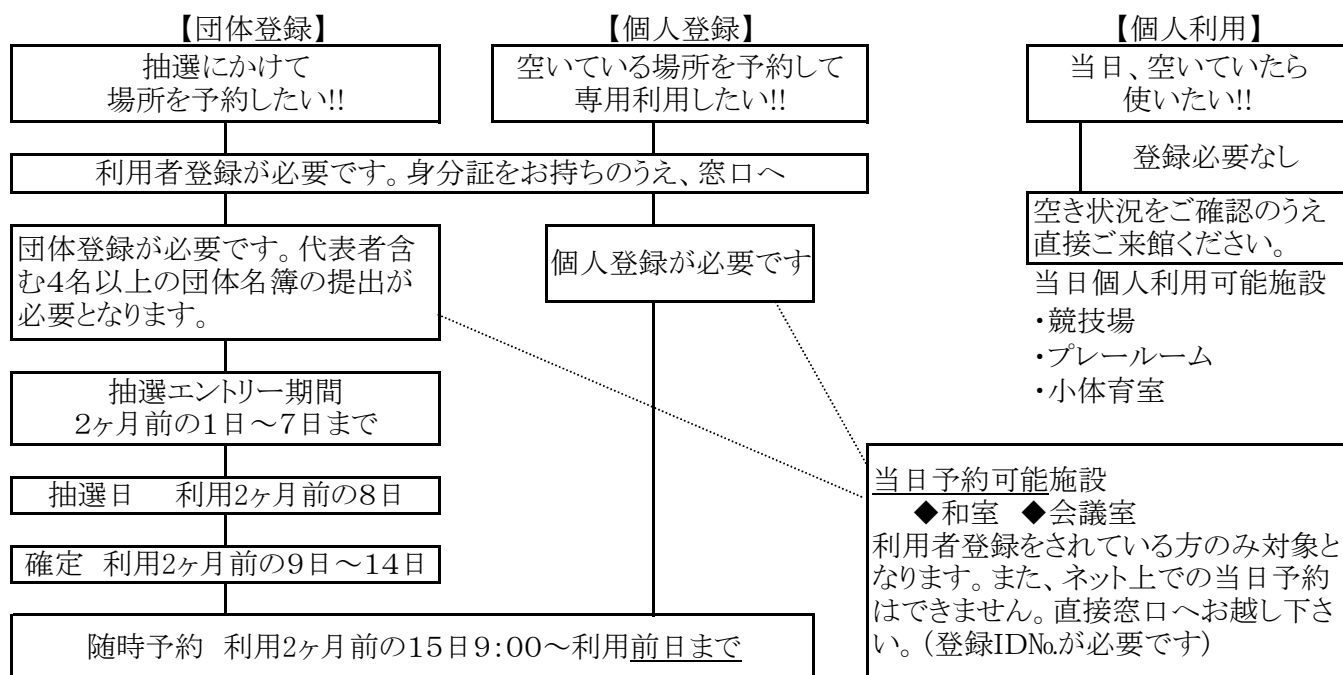 【団体登録】
抽選にかけて
場所を予約したい!!
【個人登録】
空いている場所を予約して
専用利用したい!!
利用者登録が必要です。身分証をお持ちのうえ、窓口へ
団体登録が必要です。代表者含
む4名以上の団体名簿の提出が
必要となります。
個人登録が必要です
抽選エントリー期間
2ヶ月前の1日～7日まで
抽選日 利用2ヶ月前の8日
確定 利用2ヶ月前の9日～14日
随時予約 利用2ヶ月前の15日9:00～利用前日まで
【個人利用】
当日、空いていたら
使いたい!!
登録必要なし
空き状況をご確認のうえ
直接ご来館ください。
当日個人利用可能施設
・競技場
・プレールーム
・小体育室
当日予約可能施設
◆和室 ◆会議室
利用者登録をされている方のみ対象と
なります。また、ネット上での当日予約
はできません。直接窓口へお越し下さ
い。(登録ID№が必要です)